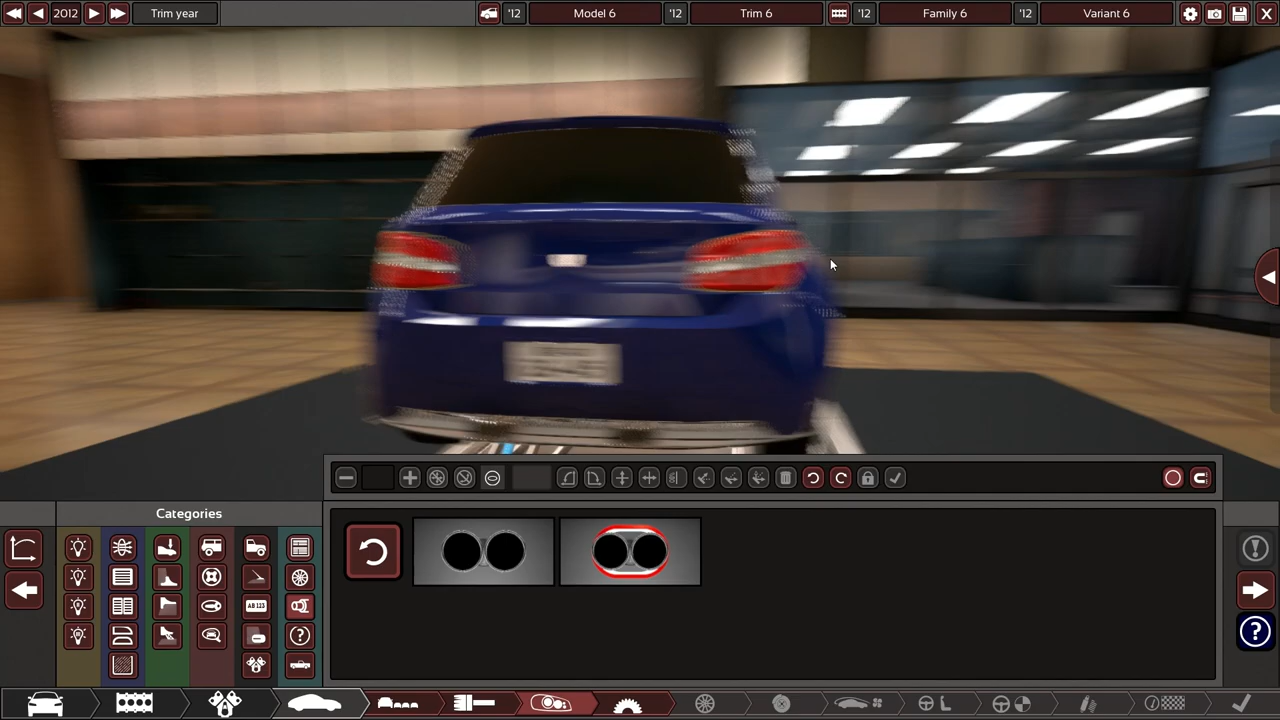 2012
Trim year
'12
Model 6
'12
Trim 6
'12
Family 6
'12
Variant 6
Categories
AB 123